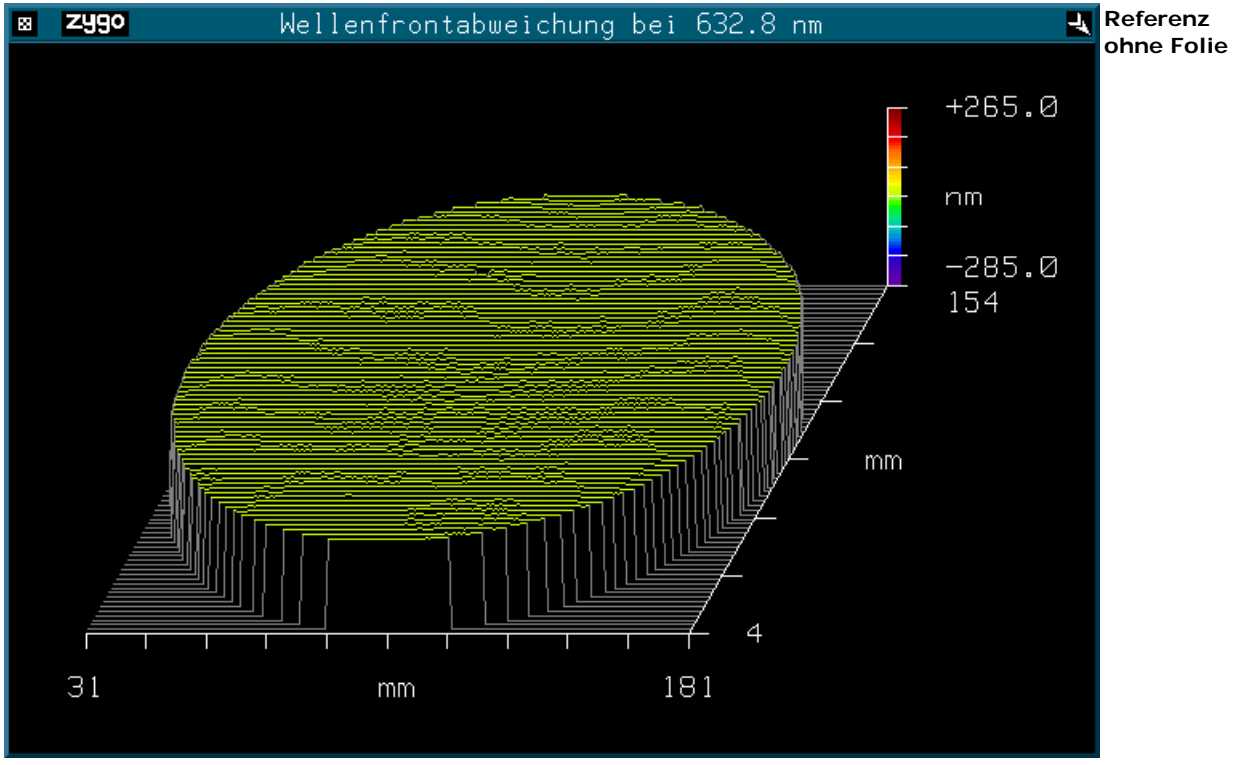 zygo
Wellenfrontabweichung bei 632.8 nm
Referenz
ohne Folie
+265.0
nm
-285.0
154
mm
4
31
mm
181